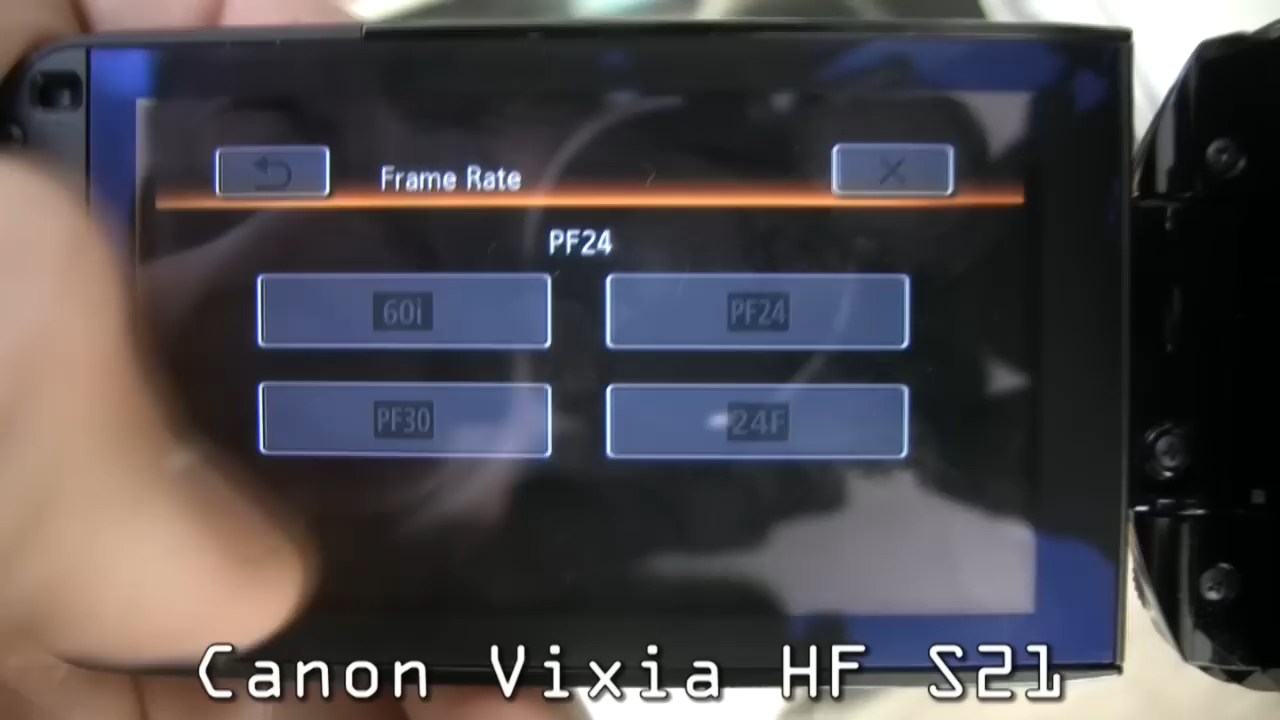 Frame Rate
PF24
60i PF24
PF30 24F
Canon Vixia HF S21